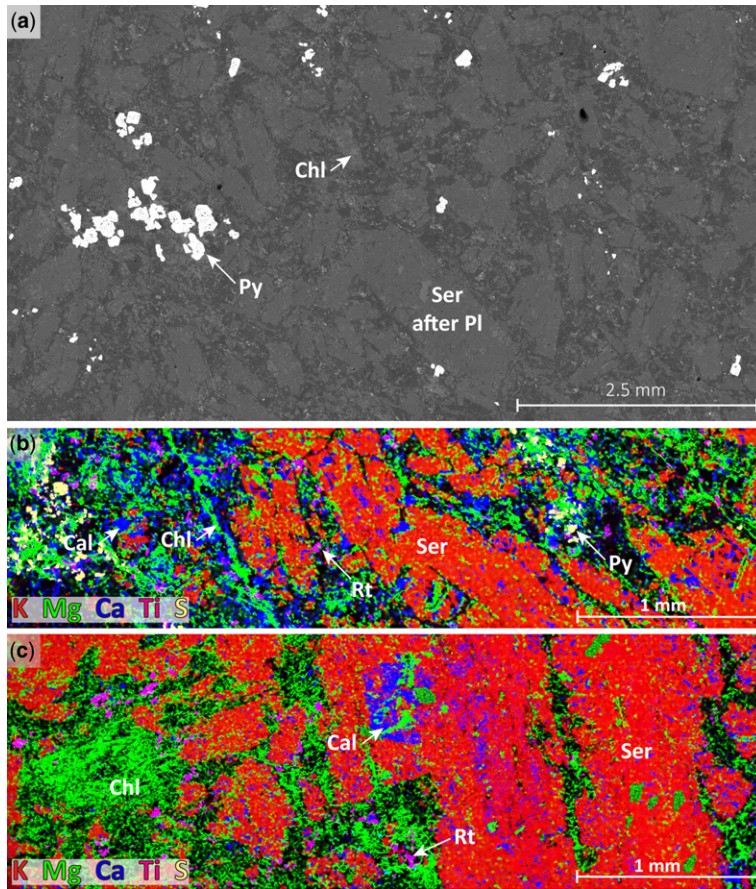 (a)
Chl
Py
Ser
after Pl
2.5 mm
(b)
Cal
Chl
Ser
Rt
Py
K Mg Ca Ti S
1 mm
(c)
Cal
Ser
Chl
Rt
K Mg Ca Ti S
1 mm